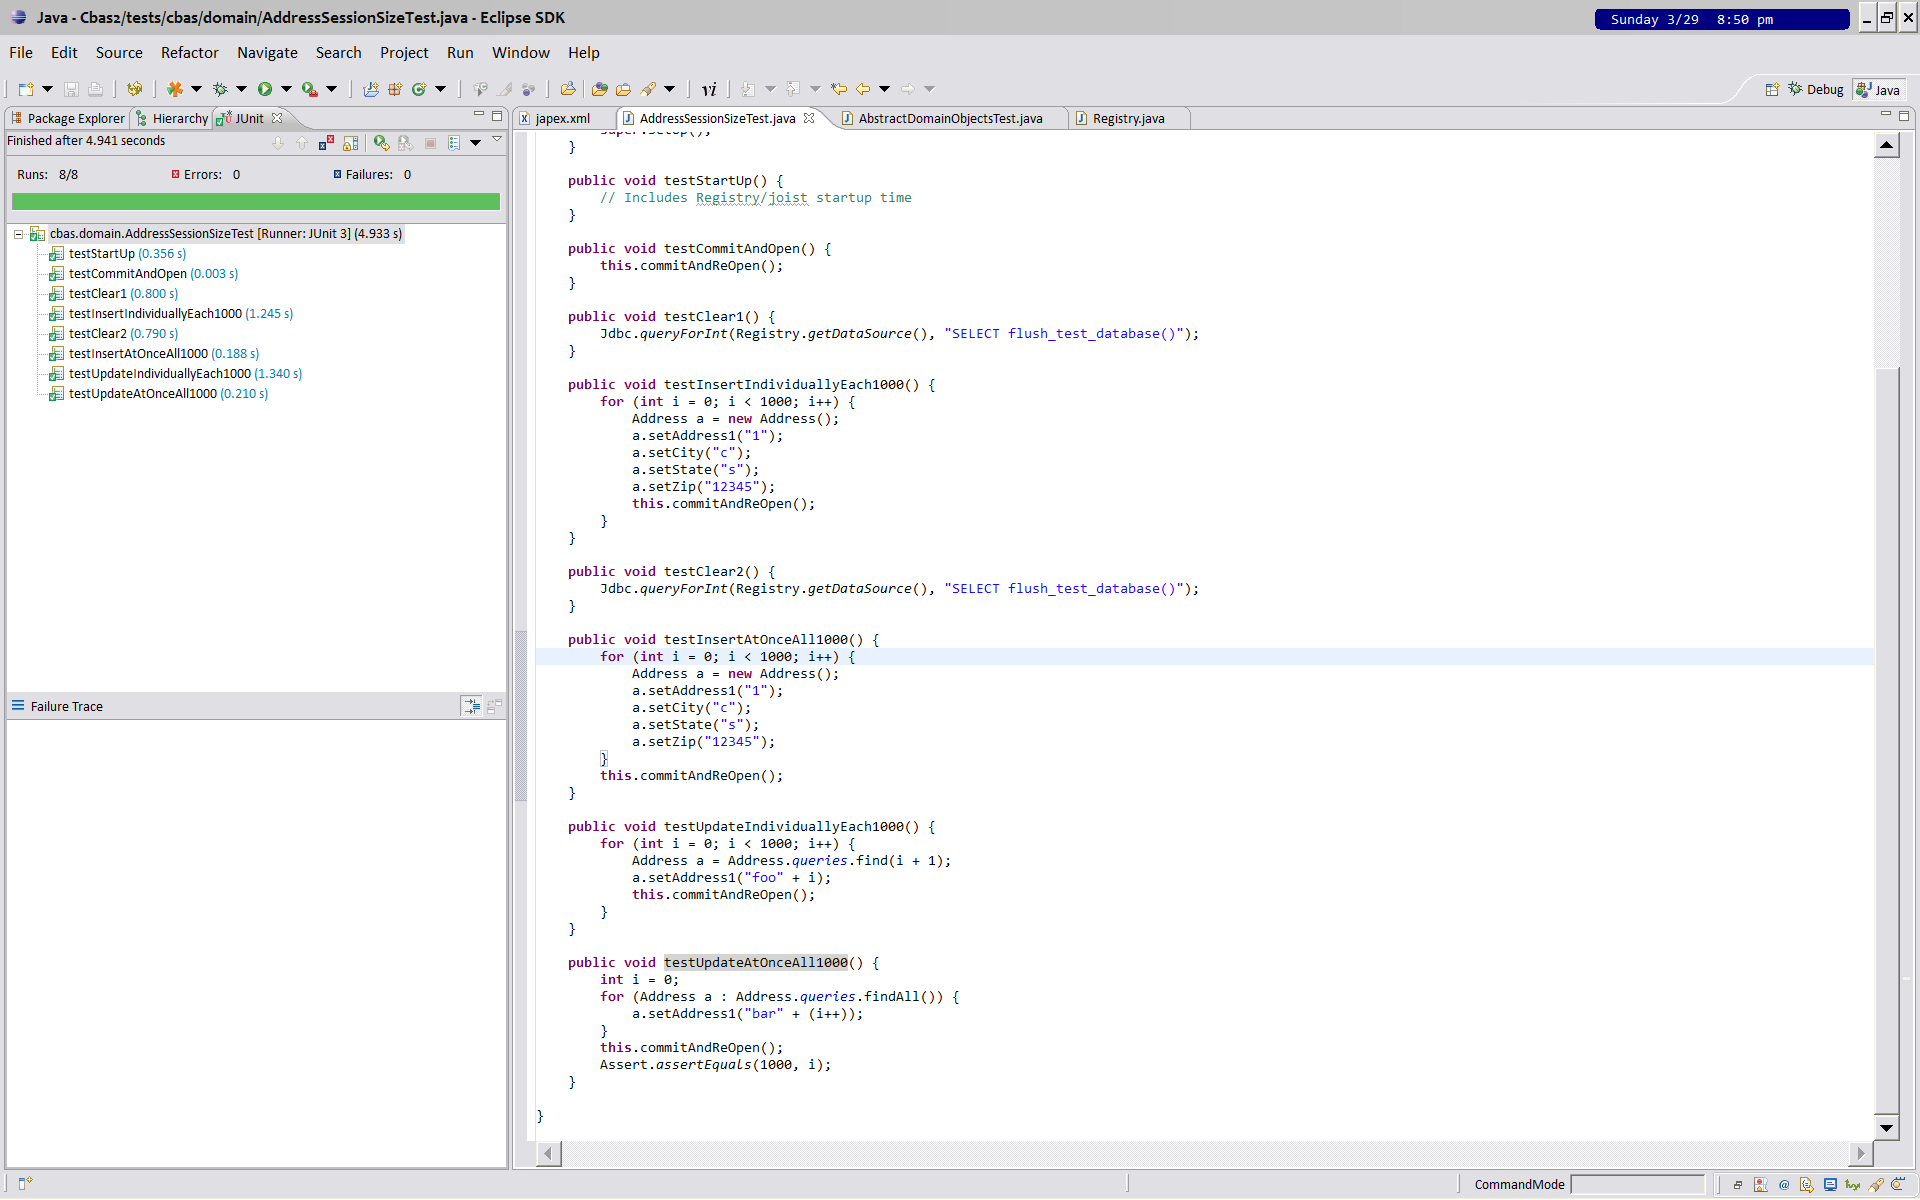 Java - Cbas2/tests/cbas/domain/AddressSessionSizeTest.java - Eclipse SDK
Sunday 3/29 8:50 pm
File Edit Source Refactor Navigate Search Project Run Window Help
vi
Debug Java
Package Explorer Hierarchy JUnit
Finished after 4.941 seconds
Runs: 8/8 Errors: 0 Failures: 0
cbas.domain.AddressSessionSizeTest [Runner: JUnit 3] (4.933 s)
testStartUp (0.356 s)
testCommitAndOpen (0.003 s)
testClear1 (0.800 s)
testInsertIndividuallyEach1000 (1.245 s)
testClear2 (0.790 s)
testInsertAtOnceAll1000 (0.188 s)
testUpdateIndividuallyEach1000 (1.340 s)
testUpdateAtOnceAll1000 (0.210 s)
Failure Trace
japex.xml AddressSessionSizeTest.java AbstractDomainObjectsTest.java Registry.java
super.setUp();
}
public void testStartUp() {
// Includes Registry/joist startup time
}
public void testCommitAndOpen() {
this.commitAndReOpen();
}
public void testClear1() {
Jdbc.queryForInt(Registry.getDataSource(), "SELECT flush_test_database()");
}
public void testInsertIndividuallyEach1000() {
for (int i = 0; i < 1000; i++) {
Address a = new Address();
a.setAddress1("1");
a.setCity("c");
a.setState("s");
a.setZip("12345");
this.commitAndReOpen();
}
}
public void testClear2() {
Jdbc.queryForInt(Registry.getDataSource(), "SELECT flush_test_database()");
}
public void testInsertAtOnceAll1000() {
for (int i = 0; i < 1000; i++) {
Address a = new Address();
a.setAddress1("1");
a.setCity("c");
a.setState("s");
a.setZip("12345");
}
this.commitAndReOpen();
}
public void testUpdateIndividuallyEach1000() {
for (int i = 0; i < 1000; i++) {
Address a = Address.queries.find(i + 1);
a.setAddress1("foo" + i);
this.commitAndReOpen();
}
}
public void testUpdateAtOnceAll1000() {
int i = 0;
for (Address a : Address.queries.findAll()) {
a.setAddress1("bar" + (i++));
}
this.commitAndReOpen();
Assert.assertEquals(1000, i);
}
}
CommandMode